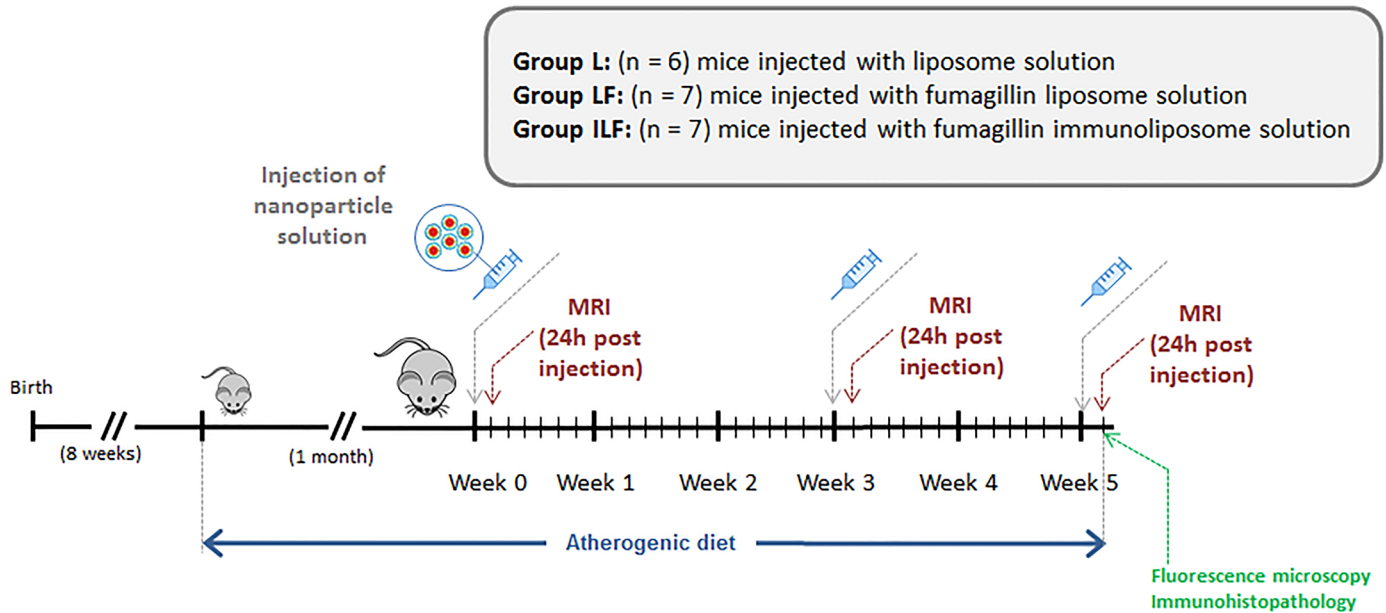 Group L: (n = 6) mice injected with liposome solution
Group LF: (n = 7) mice injected with fumagillin liposome solution
Group ILF: (n = 7) mice injected with fumagillin immunoliposome solution
Injection of
nanoparticle
solution
MRI
(24h post
injection)
MRI
(24h post
injection)
MRI
(24h post
injection)
Birth
(8 weeks)
(1 month)
Week 0
Week 1
Week 2
Week 3
Week 4
Week 5
Atherogenic diet
Fluorescence microscopy
Immunohistopathology